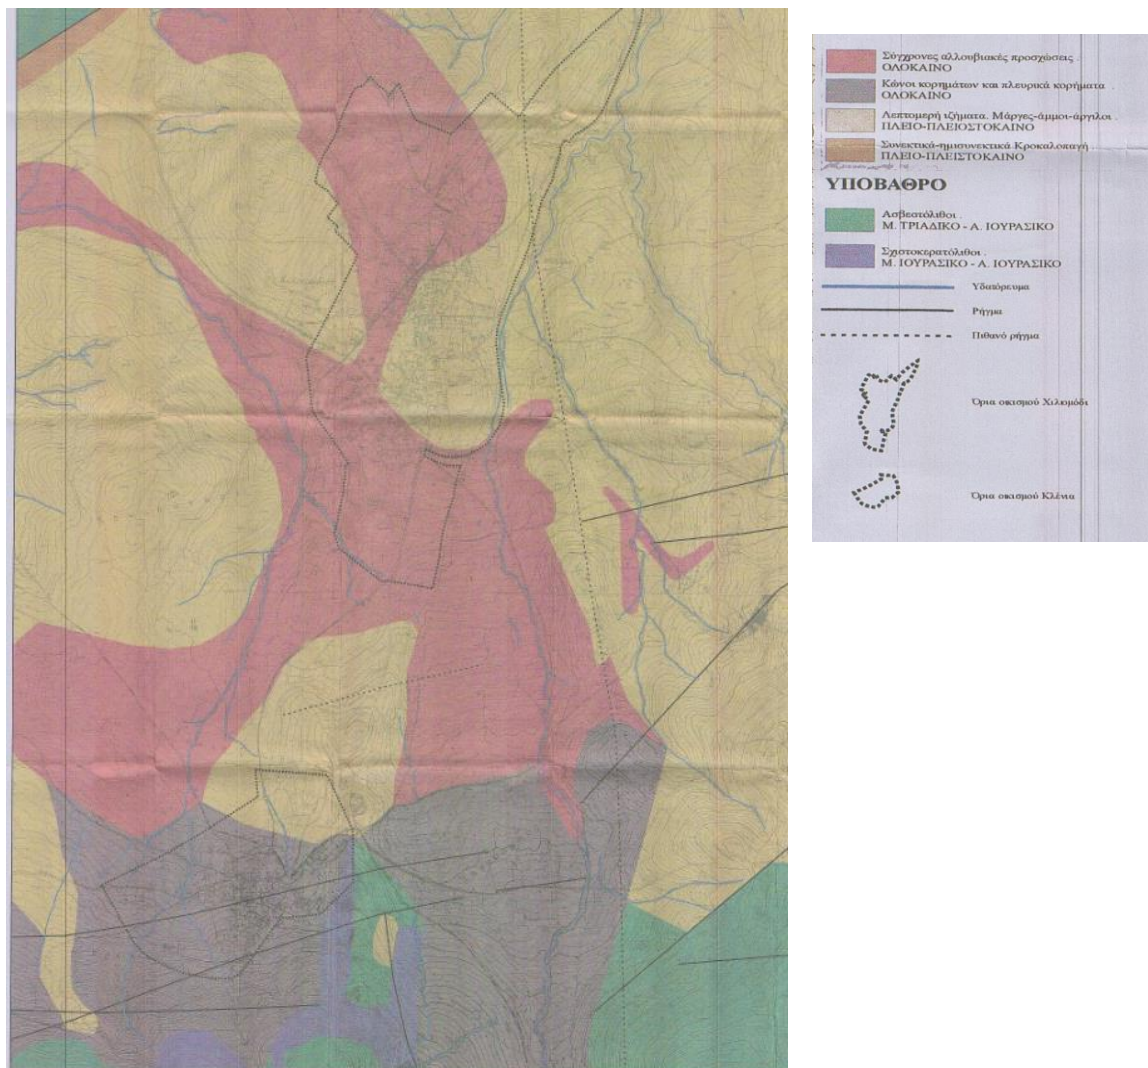 Σύγχρονες αλλουβιακές προσχώσεις .
ΟΛΟΚΑΙΝΟ
Κώνοι κορημάτων και πλευρικά κορήματα .
ΟΛΟΚΑΙΝΟ
Λεπτομερή ιζήματα. Μάργες-άμμοι-άργιλοι .
ΠΛΕΙΟ-ΠΛΕΙΟΣΤΟΚΑΙΝΟ
Συνεκτικά-ημισυνεκτικά Κροκαλοπαγή
ΠΛΕΙΟ-ΠΛΕΙΣΤΟΚΑΙΝΟ
ΥΠΟΒΑΘΡΟ
Ασβεστόλιθοι .
Μ. ΤΡΙΑΔΙΚΟ - Α. ΙΟΥΡΑΣΙΚΟ
Σχιστοκερατόλιθοι .
Μ. ΙΟΥΡΑΣΙΚΟ - Α. ΙΟΥΡΑΣΙΚΟ
Υδατόρευμα
Ρήγμα
Πιθανό ρήγμα
Όρια οικισμού Χιλιομόδι
Όρια οικισμού Κλένια